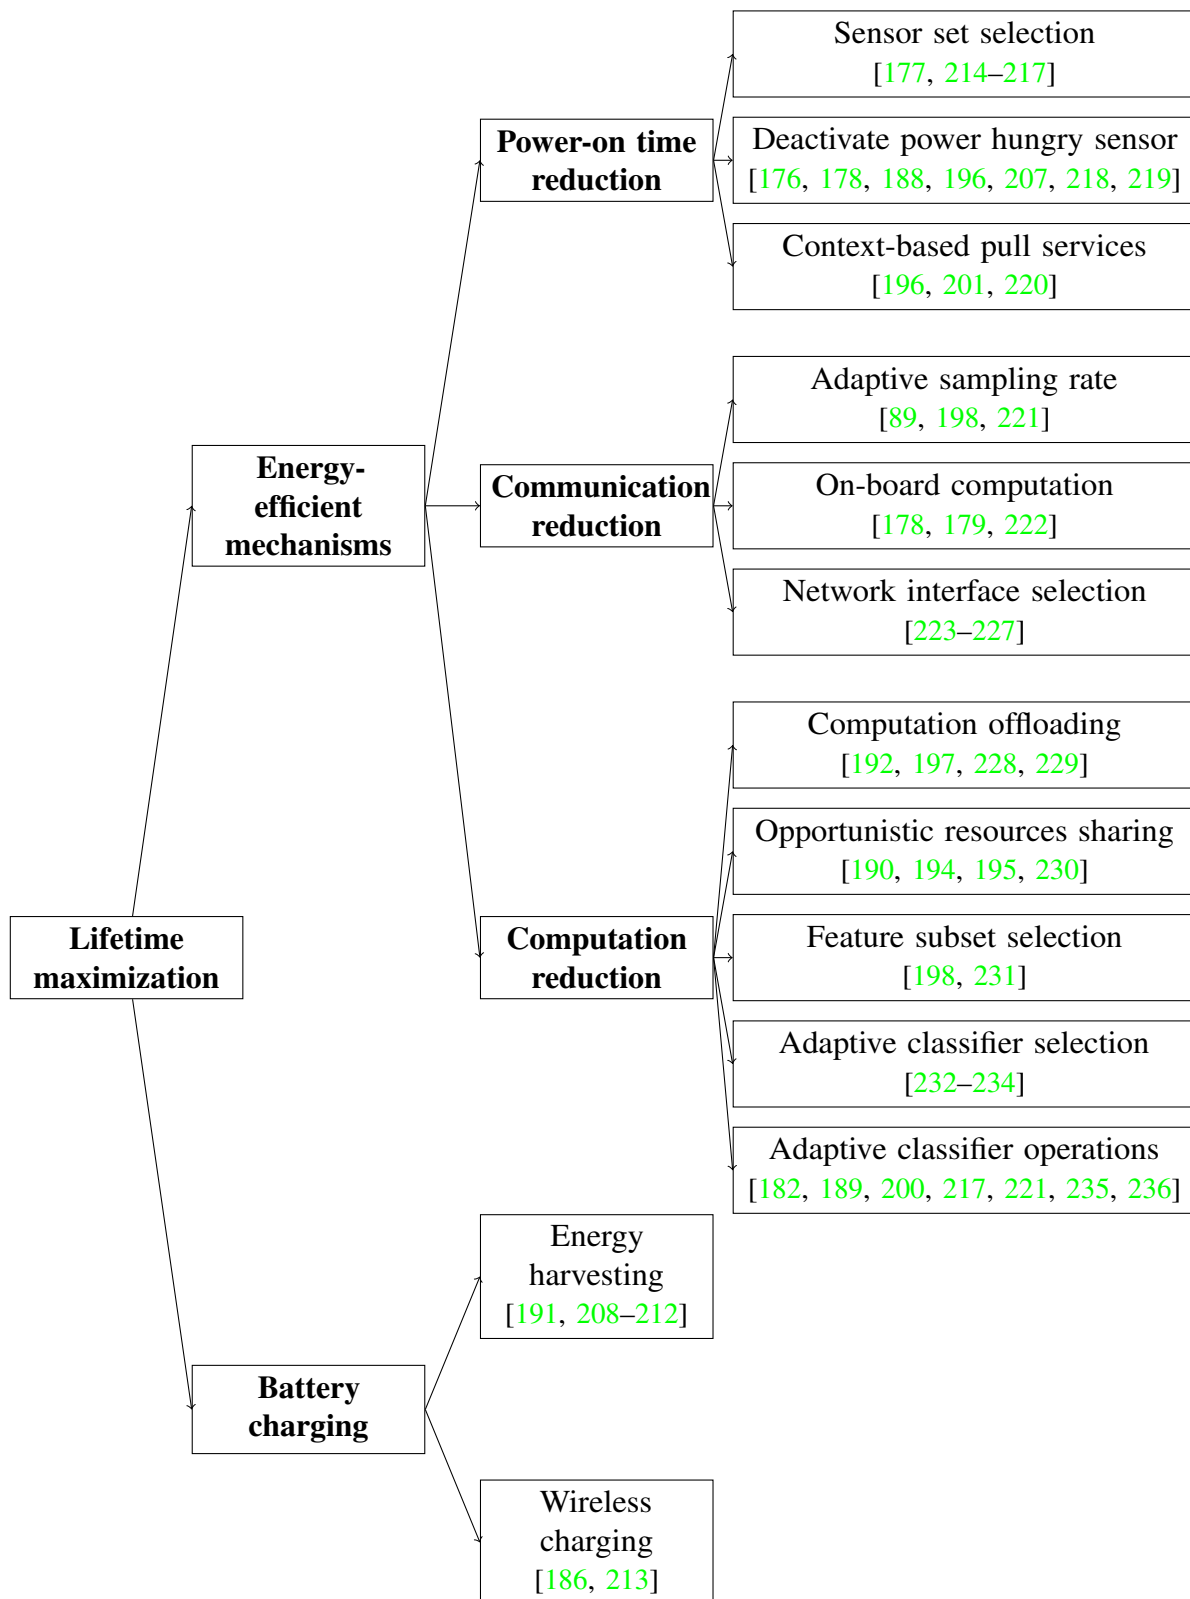 Sensor set selection
[177, 214–217]
Power-on time
reduction
Deactivate power hungry sensor
[176, 178, 188, 196, 207, 218, 219]
Context-based pull services
[196, 201, 220]
Adaptive sampling rate
[89, 198, 221]
Energy-
efficient
mechanisms
Communication
reduction
On-board computation
[178, 179, 222]
Network interface selection
[223–227]
Computation offloading
[192, 197, 228, 229]
Opportunistic resources sharing
[190, 194, 195, 230]
Lifetime
maximization
Computation
reduction
Feature subset selection
[198, 231]
Adaptive classifier selection
[232–234]
Adaptive classifier operations
[182, 189, 200, 217, 221, 235, 236]
Energy
harvesting
[191, 208–212]
Battery
charging
Wireless
charging
[186, 213]